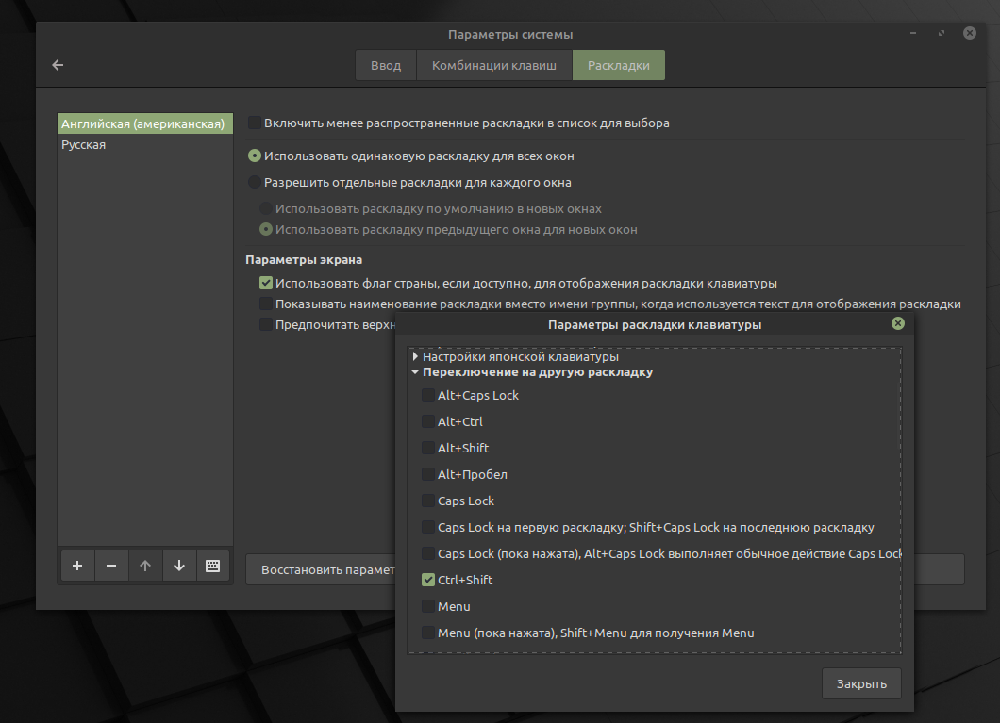 Параметры системы
Ввод
Комбинации клавиш
Раскладки
Английская (американская)
Русская
Включить менее распространенные раскладки в список для выбора
Использовать одинаковую раскладку для всех окон
Разрешить отдельные раскладки для каждого окна
Использовать раскладку по умолчанию в новых окнах
Использовать раскладку предыдущего окна для новых окон
Параметры экрана
Использовать флаг страны, если доступно, для отображения раскладки клавиатуры
Показывать наименование раскладки вместо имени группы, когда используется текст для отображения раскладки
Предпочитать верхн
Восстановить парамет
Параметры раскладки клавиатуры
Настройки японской клавиатуры
Переключение на другую раскладку
Alt+Caps Lock
Alt+Ctrl
Alt+Shift
Alt+Пробел
Caps Lock
Caps Lock на первую раскладку; Shift+Caps Lock на последнюю раскладку
Caps Lock (пока нажата), Alt+Caps Lock выполняет обычное действие Caps Lock
Ctrl+Shift
Menu
Menu (пока нажата), Shift+Menu для получения Menu
Закрыть